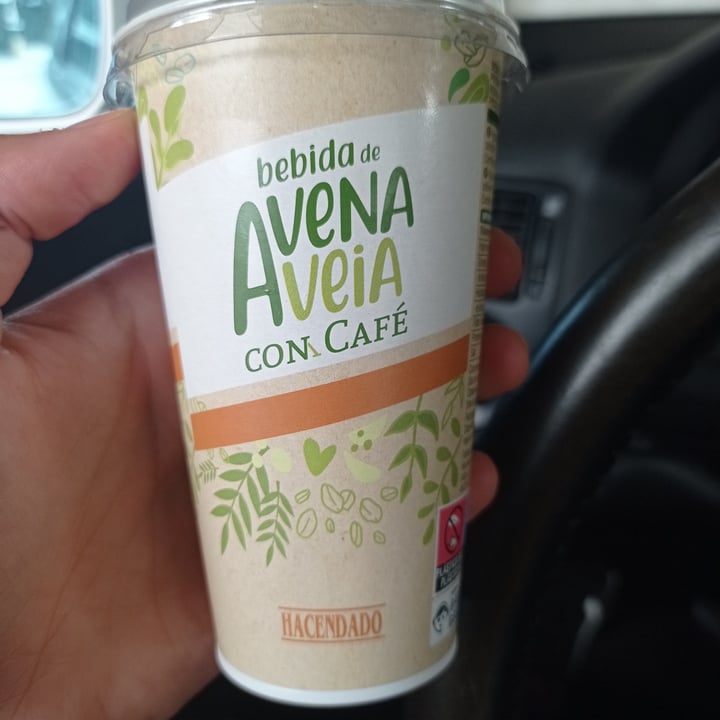 bebida de
AVENA
AVEIA
CON CAFÉ
HACENDADO